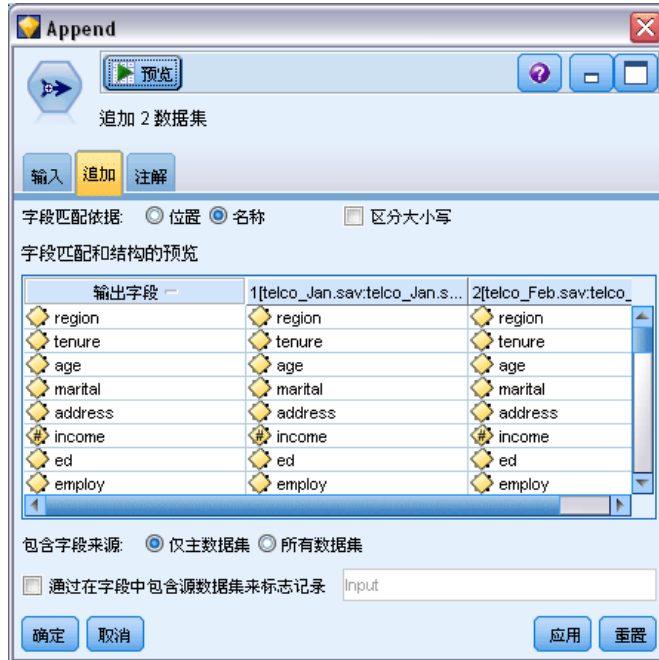 Append
预览
追加 2 数据集
输入 追加 注解
字段匹配依据: 位置 名称 区分大小写
字段匹配和结构的预览
输出字段 1[telco_Jan.sav:telco_Jan.s... 2[telco_Feb.sav:telco_
region region region
tenure tenure tenure
age age age
marital marital marital
address address address
income income income
ed ed ed
employ employ employ
包含字段来源: 仅主数据集 所有数据集
通过在字段中包含源数据集来标志记录 Input
确定 取消 应用 重置